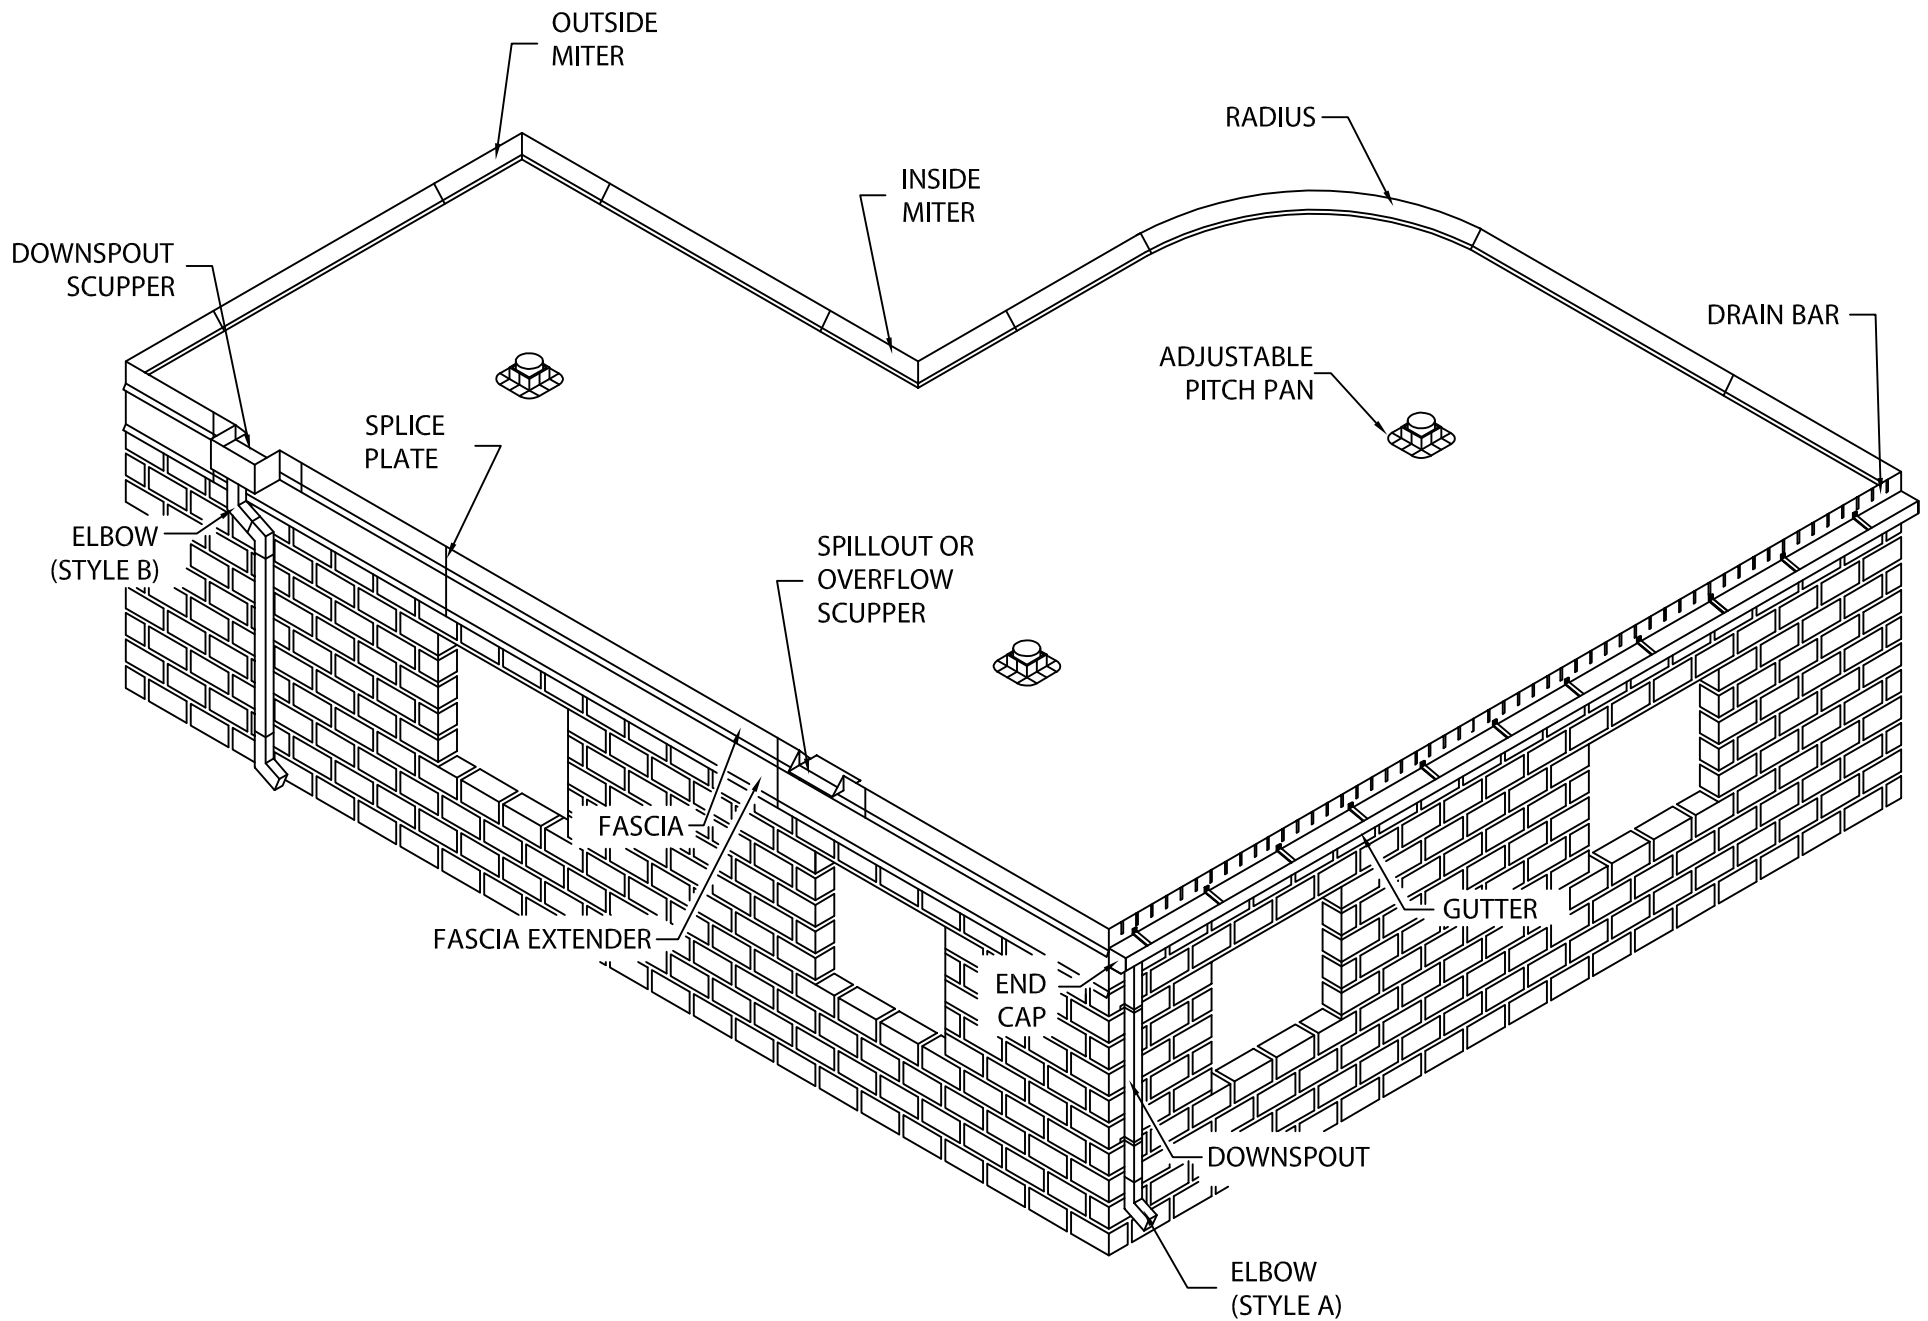 OUTSIDE
MITER
RADIUS
INSIDE
MITER
DOWNSPOUT
SCUPPER
DRAIN BAR
ADJUSTABLE
PITCH PAN
SPLICE
PLATE
ELBOW
(STYLE B)
SPILLOUT OR
OVERFLOW
SCUPPER
FASCIA
FASCIA EXTENDER
GUTTER
END
CAP
DOWNSPOUT
ELBOW
(STYLE A)